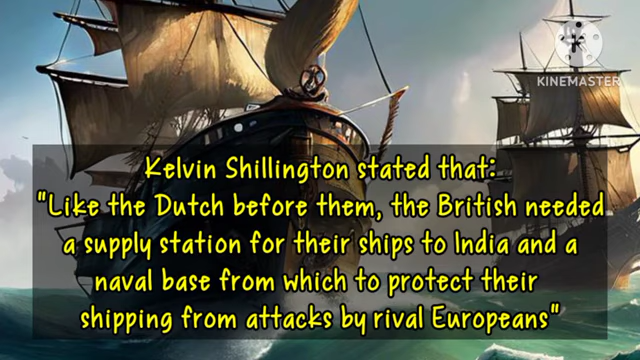 KINEMASTER
Kelvin Shillington stated that:
"Like the Dutch before them, the British needed
a supply station for their ships to India and a
naval base from which to protect their
shipping from attacks by rival Europeans"